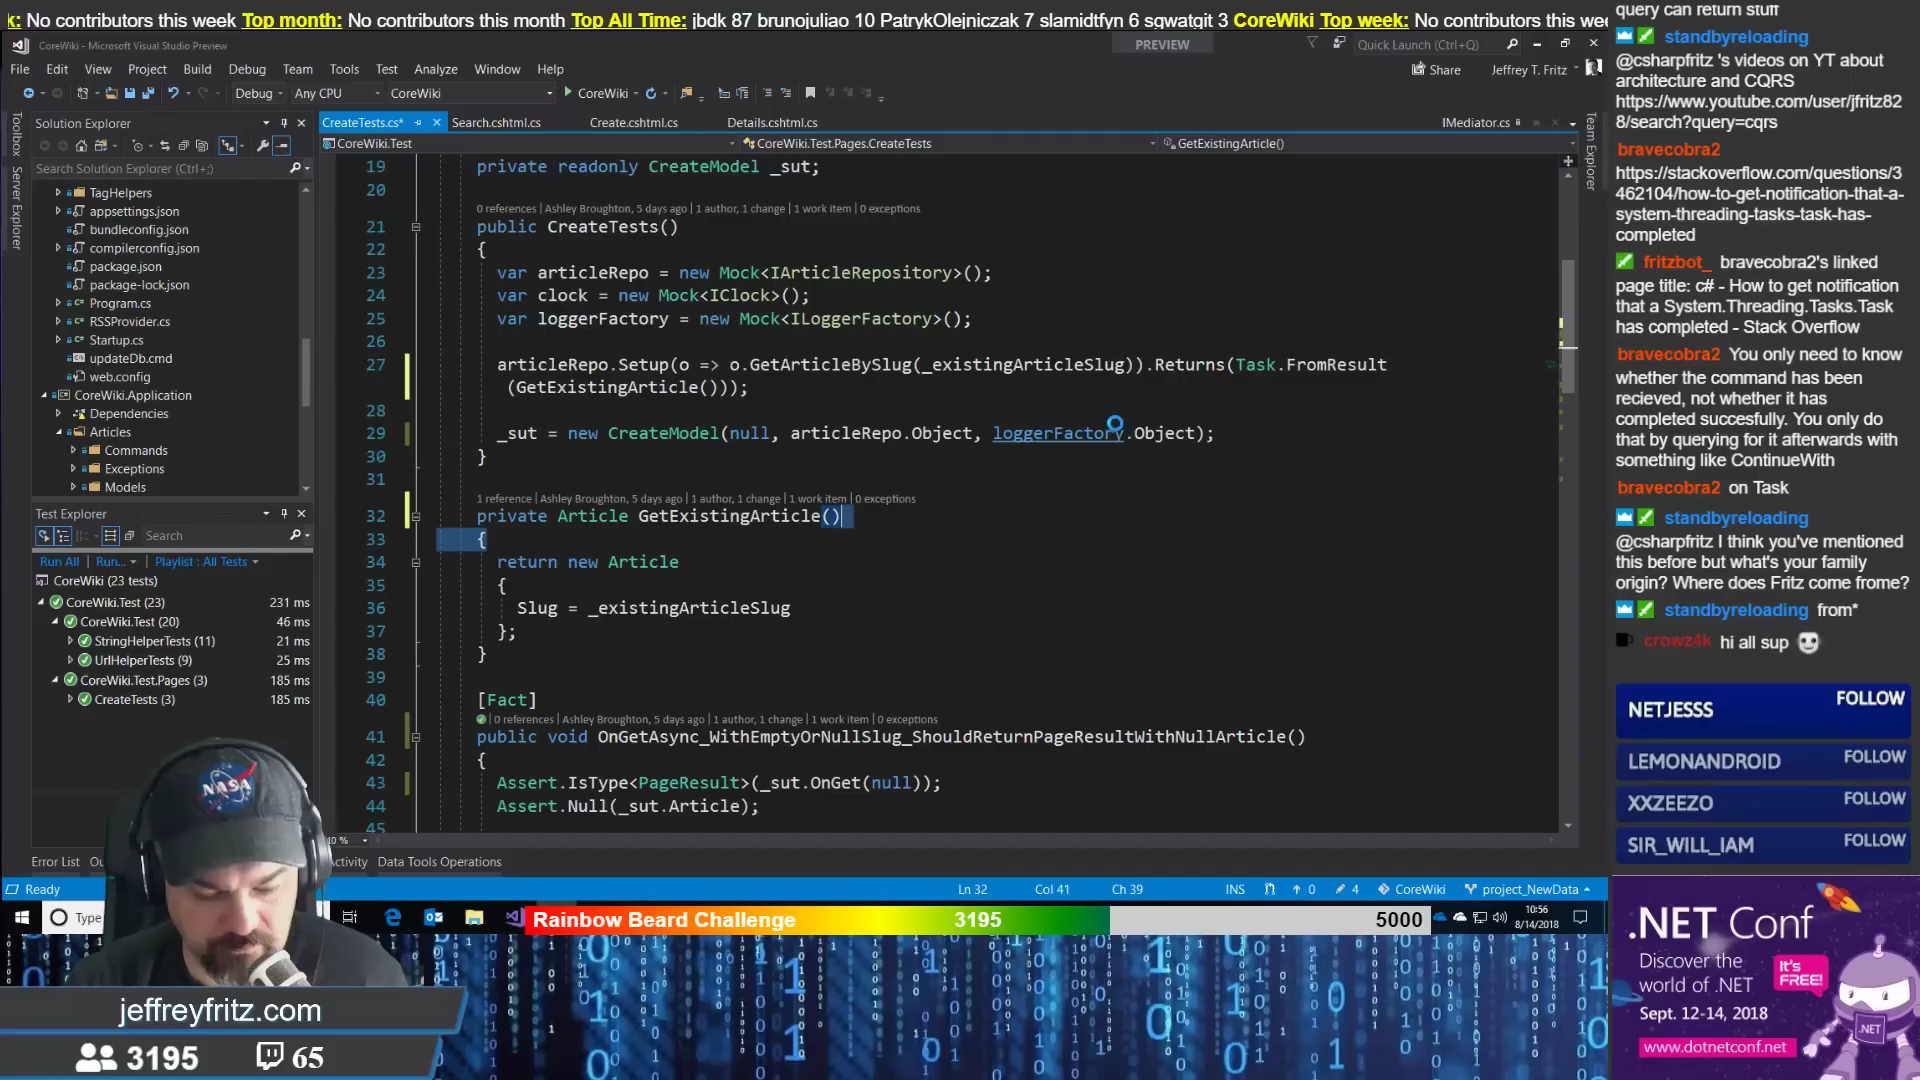 k: No contributors this week Top month: No contributors this month Top All Time: jbdk 87 brunojuliao 10 PatrykOlejniczak 7 slamidtfyn 6 sgwatgit 3 CoreWiki Top week: No contributors this wee
CoreWiki - Microsoft Visual Studio Preview
PREVIEW
Quick Launch (Ctrl+Q)
File Edit View Project Build Debug Team Tools Test Analyze Window Help
Share
Jeffrey T. Fritz
Debug Any CPU CoreWiki CoreWiki
Toolbox
Server Explorer
Solution Explorer
Search Solution Explorer (Ctrl+;)
TagHelpers
appsettings.json
bundleconfig.json
compilerconfig.json
package.json
package-lock.json
Program.cs
RSSProvider.cs
Startup.cs
updateDb.cmd
web.config
CoreWiki.Application
Dependencies
Articles
Commands
Exceptions
Models
Test Explorer
Search
Run All Run... Playlist : All Tests
CoreWiki (23 tests)
CoreWiki.Test (23) 231 ms
CoreWiki.Test (20) 46 ms
StringHelperTests (11) 21 ms
UrlHelperTests (9) 25 ms
CoreWiki.Test.Pages (3) 185 ms
CreateTests (3) 185 ms
CreateTests.cs* Search.cshtml.cs Create.cshtml.cs Details.cshtml.cs IMediator.cs
CoreWiki.Test CoreWiki.Test.Pages.CreateTests GetExistingArticle()
Team Explorer
19 private readonly CreateModel _sut;
20
0 references | Ashley Broughton, 5 days ago | 1 author, 1 change | 1 work item | 0 exceptions
21 public CreateTests()
22 {
23 var articleRepo = new Mock<IArticleRepository>();
24 var clock = new Mock<IClock>();
25 var loggerFactory = new Mock<ILoggerFactory>();
26
27 articleRepo.Setup(o => o.GetArticleBySlug(_existingArticleSlug)).Returns(Task.FromResult
(GetExistingArticle()));
28
29 _sut = new CreateModel(null, articleRepo.Object, loggerFactory.Object);
30 }
31
1 reference | Ashley Broughton, 5 days ago | 1 author, 1 change | 1 work item | 0 exceptions
32 private Article GetExistingArticle()
33 {
34 return new Article
35 {
36 Slug = _existingArticleSlug
37 };
38 }
39
40 [Fact]
0 references | Ashley Broughton, 5 days ago | 1 author, 1 change | 1 work item | 0 exceptions
41 public void OnGetAsync_WithEmptyOrNullSlug_ShouldReturnPageResultWithNullArticle()
42 {
43 Assert.IsType<PageResult>(_sut.OnGet(null));
44 Assert.Null(_sut.Article);
45
Error List Data Tools Operations
Ready
Ln 32 Col 41 Ch 39 INS 0 4 CoreWiki project_NewData
Type
Rainbow Beard Challenge 3195 5000
10:56
8/14/2018
jeffreyfritz.com
3195 65
query can return stuff
standbyreloading
@csharpfritz 's videos on YT about
architecture and CQRS
https://www.youtube.com/user/jfritz82
8/search?query=cqrs
bravecobra2
https://stackoverflow.com/questions/3
462104/how-to-get-notification-that-a-
system-threading-tasks-task-has-
completed
fritzbot_ bravecobra2's linked
page title: c# - How to get notification
that a System.Threading.Tasks.Task
has completed - Stack Overflow
bravecobra2 You only need to know
whether the command has been
recieved, not whether it has
completed succesfully. You only do
that by querying for it afterwards with
something like ContinueWith
bravecobra2 on Task
standbyreloading
@csharpfritz I think you've mentioned
this before but what's your family
origin? Where does Fritz come frome?
standbyreloading from*
crowz4k hi all sup
NETJESSS FOLLOW
LEMONANDROID FOLLOW
XXZEEZO FOLLOW
SIR_WILL_IAM FOLLOW
.NET Conf
Discover the
world of .NET
It's
FREE!
Sept. 12-14, 2018
www.dotnetconf.net
.NET
NASA